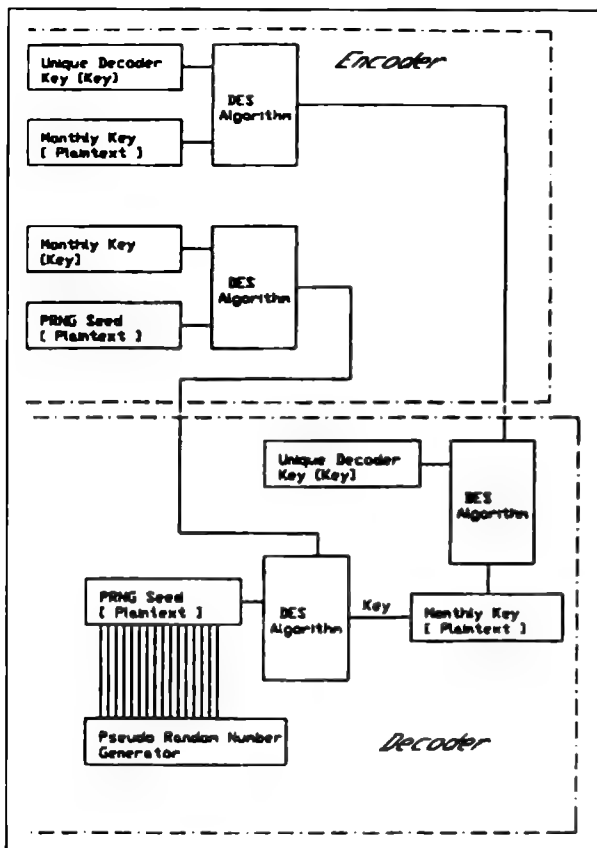 Encoder
Unique Decoder
Key [Key]
DES
Algorithm
Monthly Key
[ Plaintext ]
Monthly Key
[Key]
DES
Algorithm
PRNG Seed
[ Plaintext ]
Unique Decoder
Key [Key]
DES
Algorithm
PRNG Seed
[ Plaintext ]
DES
Algorithm
Key
Monthly Key
[ Plaintext ]
Pseudo Random Number
Generator
Decoder